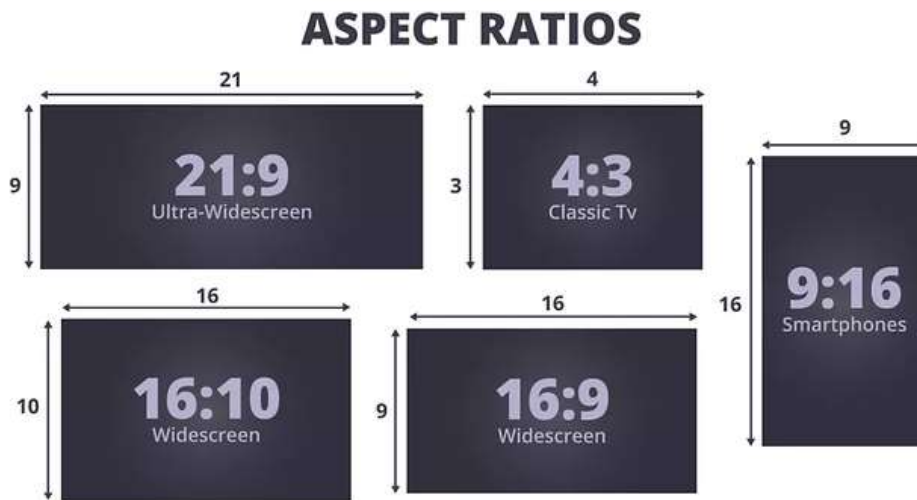 ASPECT RATIOS
21
9
21:9
Ultra-Widescreen
4
3
4:3
Classic Tv
9
16
9:16
Smartphones
16
10
16:10
Widescreen
16
9
16:9
Widescreen